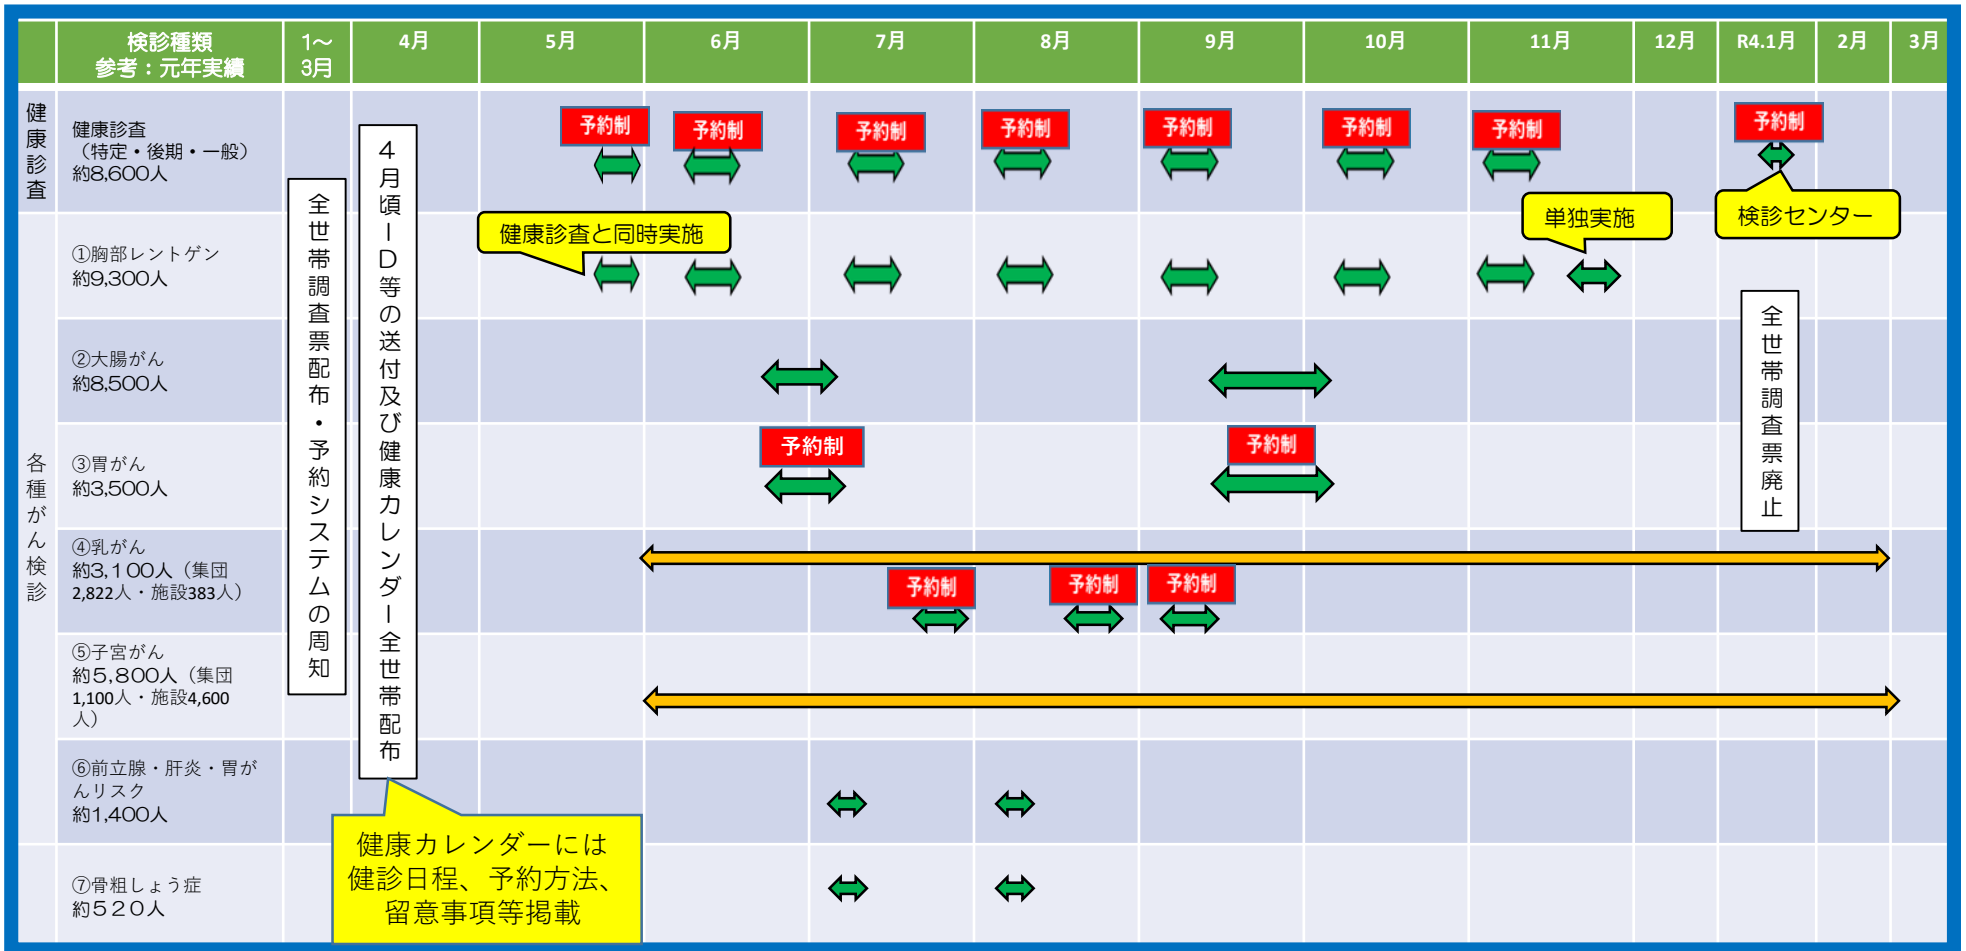 検診種類
参考：元年実績
1～
3月
4月
5月
6月
7月
8月
9月
10月
11月
12月
R4.1月
2月
3月
健康診査
健康診査
（特定・後期・一般）
約8,600人
予約制
予約制
予約制
予約制
予約制
予約制
予約制
予約制
全世帯調査票配布・予約システムの周知
４月頃ＩＤ等の送付及び健康カレンダー全世帯配布
健康診査と同時実施
単独実施
検診センター
各種がん検診
①胸部レントゲン
約9,300人
②大腸がん
約8,500人
全世帯調査票廃止
③胃がん
約3,500人
予約制
予約制
④乳がん
約3,１００人（集団
2,822人・施設383人）
予約制
予約制
予約制
⑤子宮がん
約５,８００人（集団
1,100人・施設4,600
人）
⑥前立腺・肝炎・胃が
んリスク
約1,400人
健康カレンダーには
健診日程、予約方法、
留意事項等掲載
⑦骨粗しょう症
約５２０人